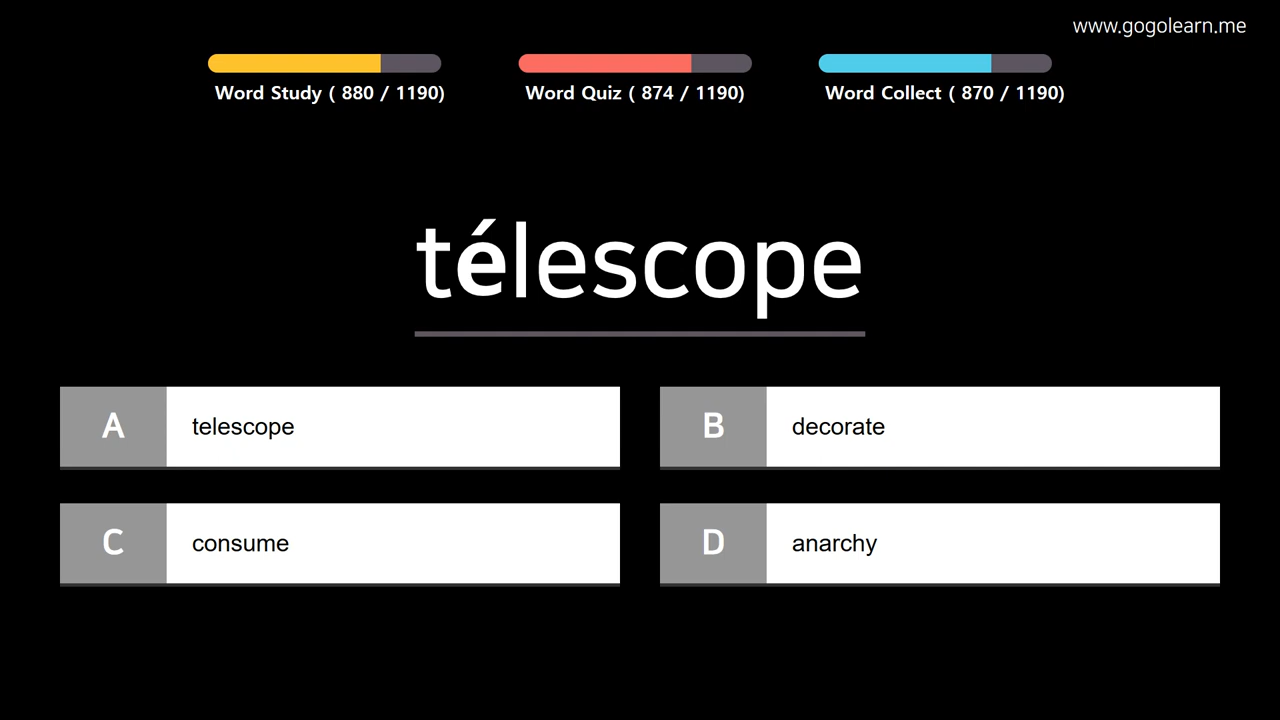 www.gogolearn.me
Word Study ( 880 / 1190)
Word Quiz ( 874 / 1190)
Word Collect ( 870 / 1190)
télescope
A telescope
B decorate
C consume
D anarchy